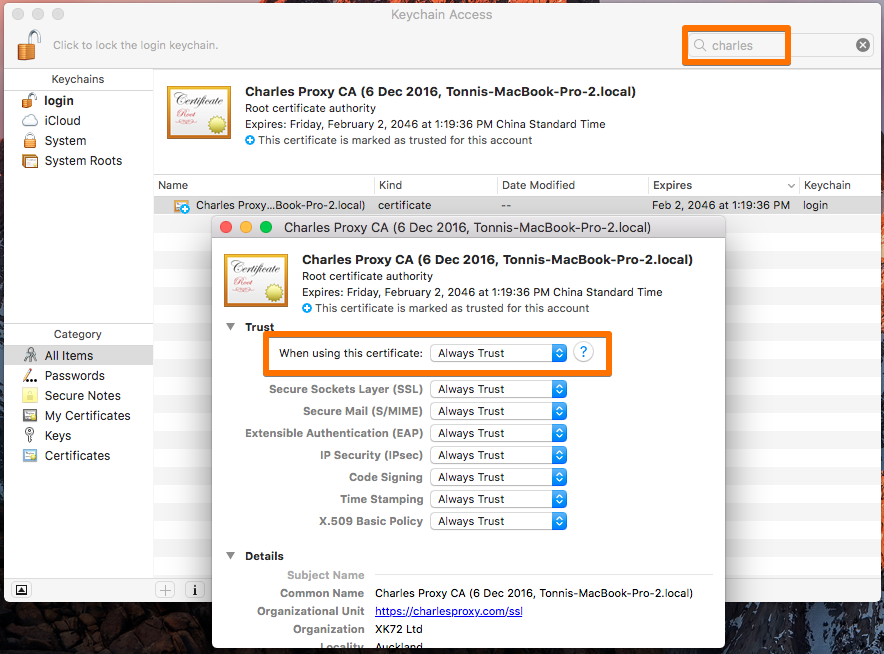 Keychain Access
Click to lock the login keychain.
charles
Keychains
login
iCloud
System
System Roots
Certificate
Root
Charles Proxy CA (6 Dec 2016, Tonnis-MacBook-Pro-2.local)
Root certificate authority
Expires: Friday, February 2, 2046 at 1:19:36 PM China Standard Time
This certificate is marked as trusted for this account
Name Kind Date Modified Expires Keychain
Charles Proxy...Book-Pro-2.local) certificate -- Feb 2, 2046 at 1:19:36 PM login
Charles Proxy CA (6 Dec 2016, Tonnis-MacBook-Pro-2.local)
Certificate
Root
Charles Proxy CA (6 Dec 2016, Tonnis-MacBook-Pro-2.local)
Root certificate authority
Expires: Friday, February 2, 2046 at 1:19:36 PM China Standard Time
This certificate is marked as trusted for this account
Trust
When using this certificate: Always Trust ?
Secure Sockets Layer (SSL) Always Trust
Secure Mail (S/MIME) Always Trust
Extensible Authentication (EAP) Always Trust
IP Security (IPsec) Always Trust
Code Signing Always Trust
Time Stamping Always Trust
X.509 Basic Policy Always Trust
Details
Subject Name
Common Name Charles Proxy CA (6 Dec 2016, Tonnis-MacBook-Pro-2.local)
Organizational Unit https://charlesproxy.com/ssl
Organization XK72 Ltd
Locality Auckland
Category
All Items
Passwords
Secure Notes
My Certificates
Keys
Certificates